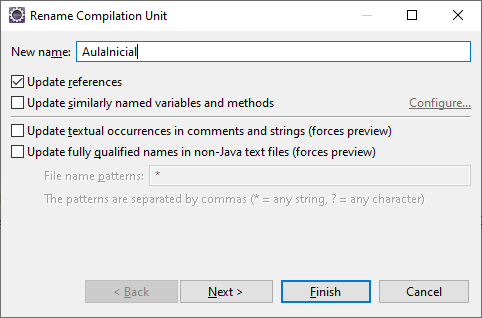 Rename Compilation Unit
New name: AulaInicial
Update references
Update similarly named variables and methods Configure...
Update textual occurrences in comments and strings (forces preview)
Update fully qualified names in non-Java text files (forces preview)
File name patterns: *
The patterns are separated by commas (* = any string, ? = any character)
< Back Next > Finish Cancel